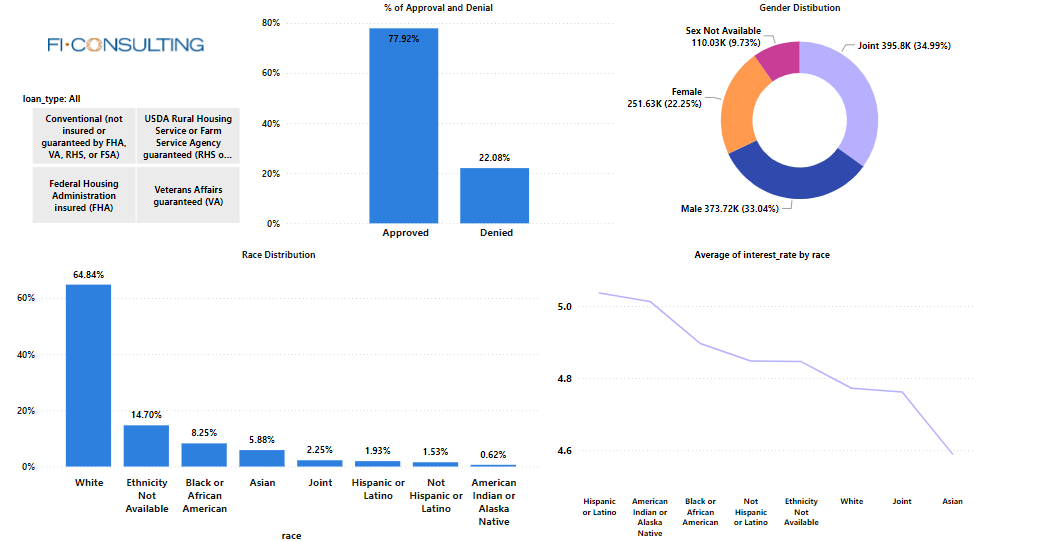 FI·CONSULTING
loan_type: All
Conventional (not
insured or
guaranteed by FHA,
VA, RHS, or FSA)
USDA Rural Housing
Service or Farm
Service Agency
guaranteed (RHS o...
Federal Housing
Administration
insured (FHA)
Veterans Affairs
guaranteed (VA)
% of Approval and Denial
80%
60%
40%
20%
0%
77.92%
22.08%
Approved
Denied
Gender Distibution
Sex Not Available
110.03K (9.73%)
Joint 395.8K (34.99%)
Female
251.63K (22.25%)
Male 373.72K (33.04%)
Race Distribution
60%
40%
20%
0%
64.84%
14.70%
8.25%
5.88%
2.25%
1.93%
1.53%
0.62%
White
Ethnicity
Not
Available
Black or
African
American
Asian
Joint
Hispanic or
Latino
Not
Hispanic or
Latino
American
Indian or
Alaska
Native
race
Average of interest_rate by race
5.0
4.8
4.6
Hispanic
or Latino
American
Indian or
Alaska
Native
Black or
African
American
Not
Hispanic
or Latino
Ethnicity
Not
Available
White
Joint
Asian